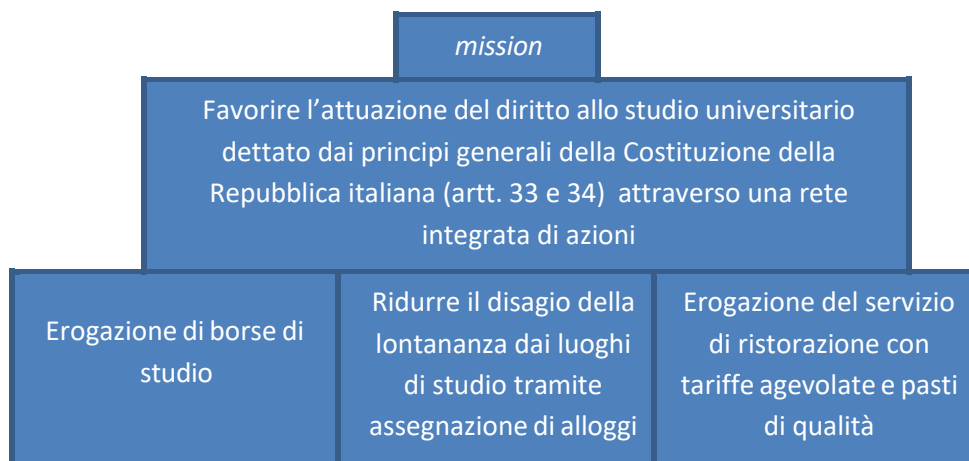 mission
Favorire l’attuazione del diritto allo studio universitario
dettato dai principi generali della Costituzione della
Repubblica italiana (artt. 33 e 34) attraverso una rete
integrata di azioni
Erogazione di borse di
studio
Ridurre il disagio della
lontananza dai luoghi
di studio tramite
assegnazione di alloggi
Erogazione del servizio
di ristorazione con
tariffe agevolate e pasti
di qualità